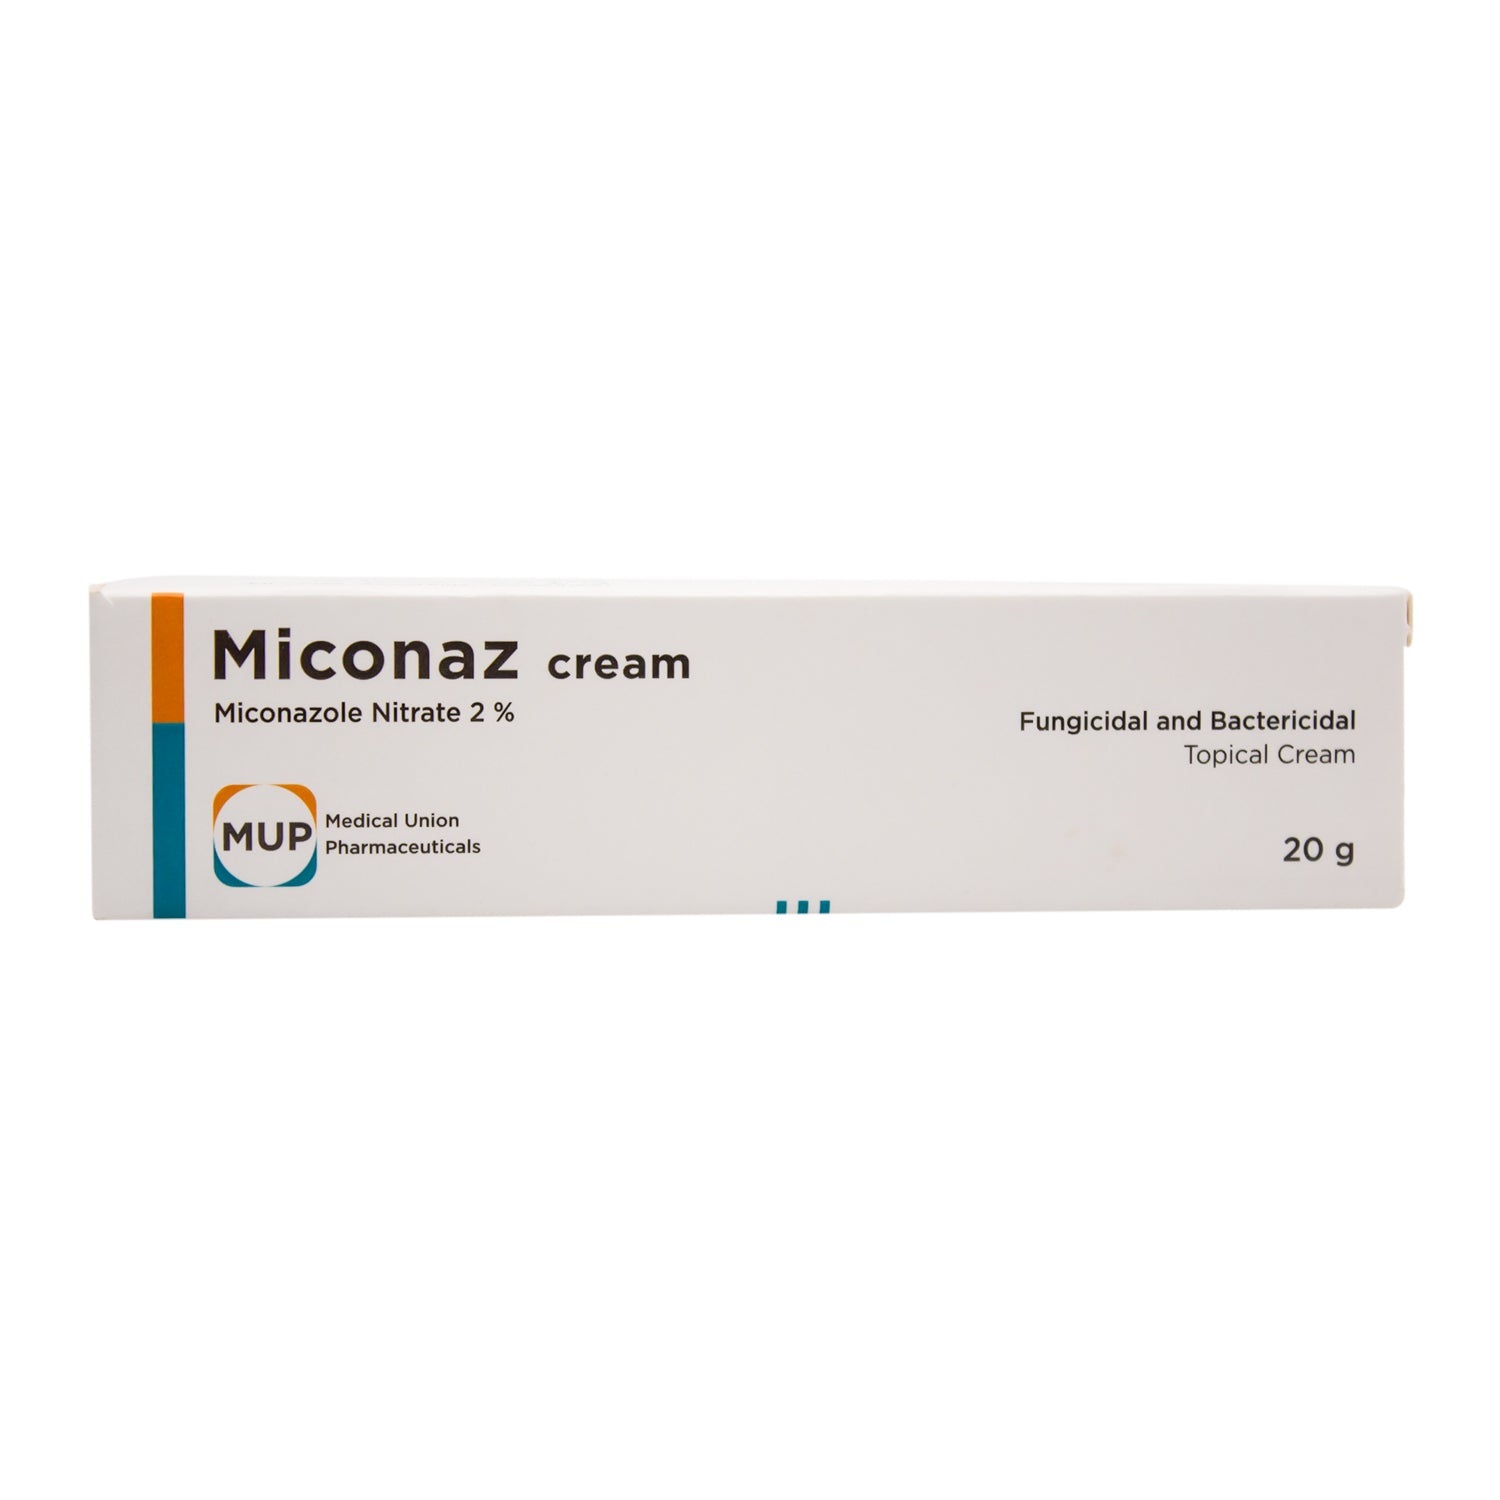 Miconaz cream
Miconazole Nitrate 2 %
Fungicidal and Bactericidal
Topical Cream
MUP
Medical Union
Pharmaceuticals
20 g